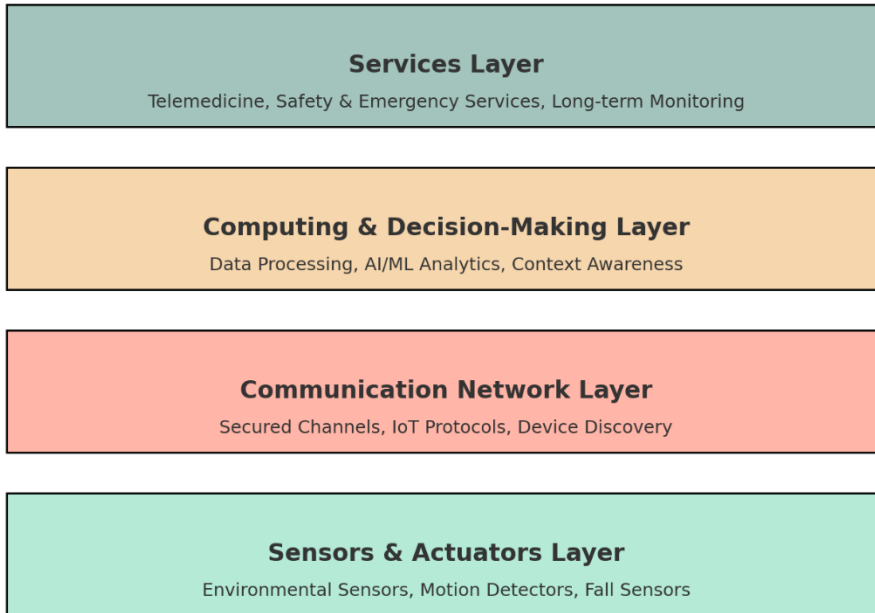 Services Layer
Telemedicine, Safety & Emergency Services, Long-term Monitoring
Computing & Decision-Making Layer
Data Processing, AI/ML Analytics, Context Awareness
Communication Network Layer
Secured Channels, IoT Protocols, Device Discovery
Sensors & Actuators Layer
Environmental Sensors, Motion Detectors, Fall Sensors